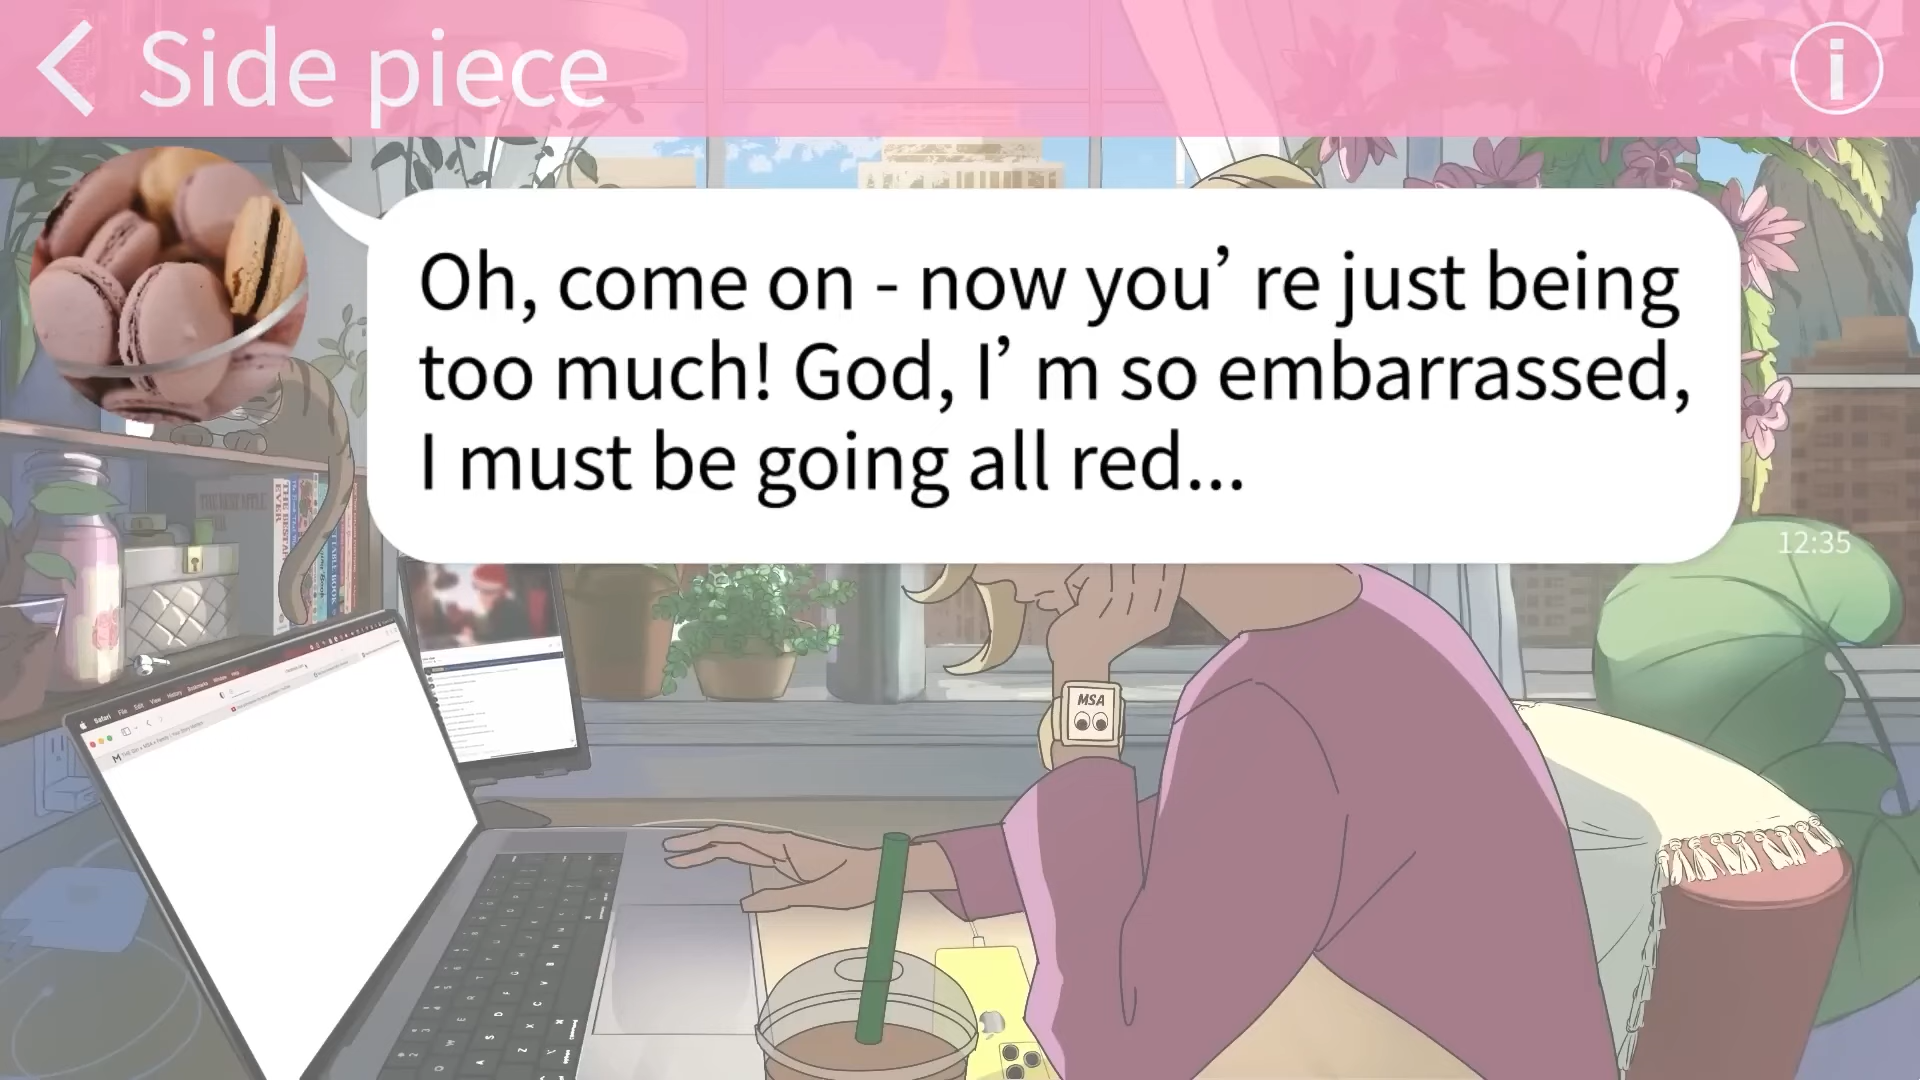 Side piece
i
Oh, come on - now you’ re just being
too much! God, I’ m so embarrassed,
I must be going all red...
12:35
MSA